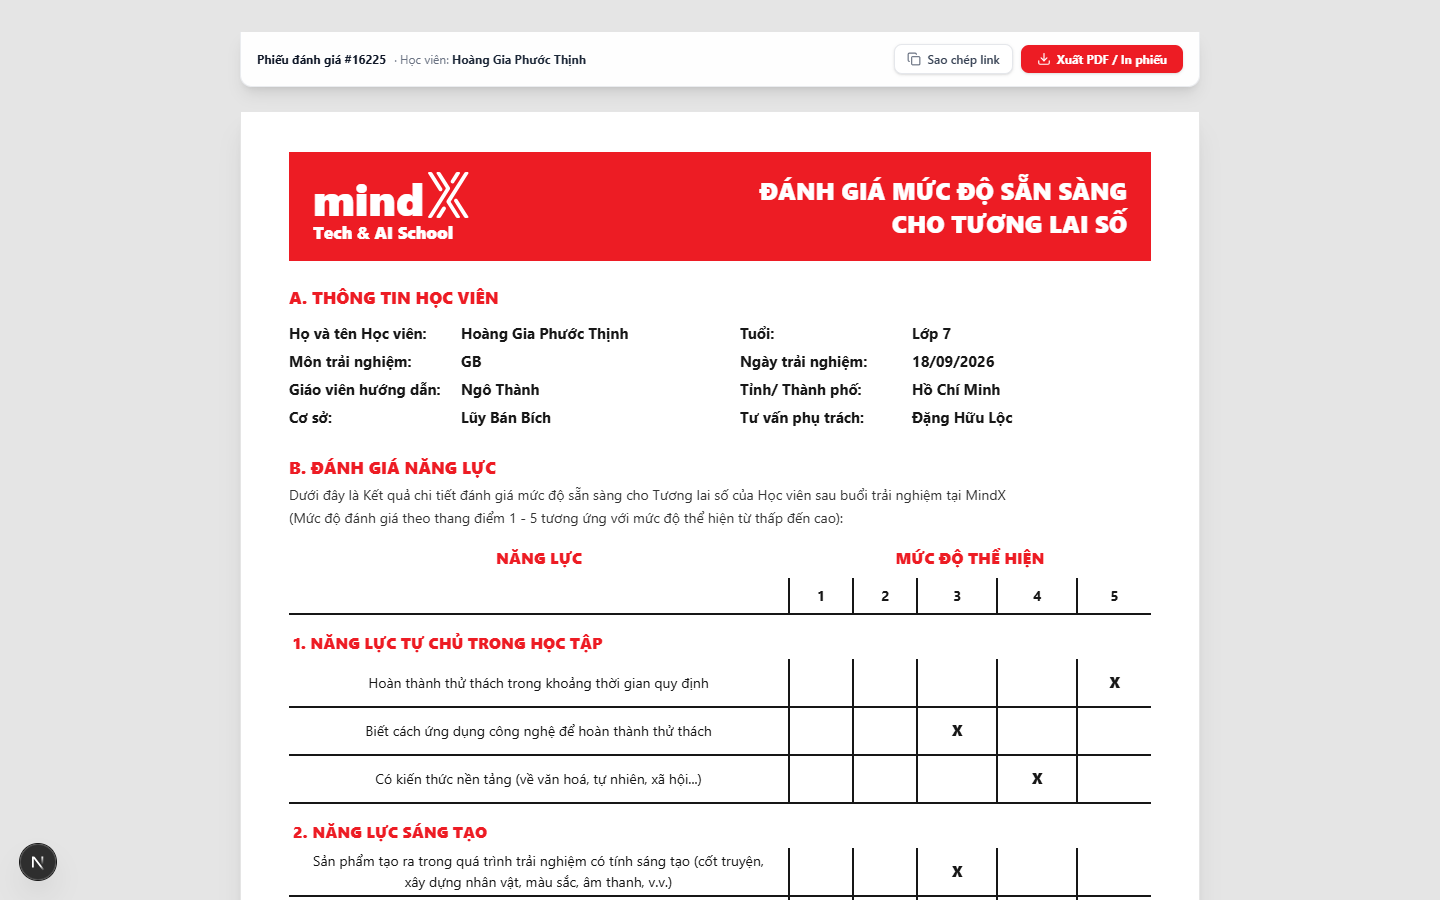 Phiếu đánh giá #16225 · Học viên: Hoàng Gia Phước Thịnh
Sao chép link
Xuất PDF / In phiếu
mindX
Tech & AI School
ĐÁNH GIÁ MỨC ĐỘ SẴN SÀNG
CHO TƯƠNG LAI SỐ
A. THÔNG TIN HỌC VIÊN
Họ và tên Học viên: Hoàng Gia Phước Thịnh Tuổi: Lớp 7
Môn trải nghiệm: GB Ngày trải nghiệm: 18/09/2026
Giáo viên hướng dẫn: Ngô Thành Tỉnh/ Thành phố: Hồ Chí Minh
Cơ sở: Lũy Bán Bích Tư vấn phụ trách: Đặng Hữu Lộc
B. ĐÁNH GIÁ NĂNG LỰC
Dưới đây là Kết quả chi tiết đánh giá mức độ sẵn sàng cho Tương lai số của Học viên sau buổi trải nghiệm tại MindX
(Mức độ đánh giá theo thang điểm 1 - 5 tương ứng với mức độ thể hiện từ thấp đến cao):
NĂNG LỰC MỨC ĐỘ THỂ HIỆN
1 2 3 4 5
1. NĂNG LỰC TỰ CHỦ TRONG HỌC TẬP
Hoàn thành thử thách trong khoảng thời gian quy định X
Biết cách ứng dụng công nghệ để hoàn thành thử thách X
Có kiến thức nền tảng (về văn hoá, tự nhiên, xã hội...) X
2. NĂNG LỰC SÁNG TẠO
Sản phẩm tạo ra trong quá trình trải nghiệm có tính sáng tạo (cốt truyện,
xây dựng nhân vật, màu sắc, âm thanh, v.v.) X
N